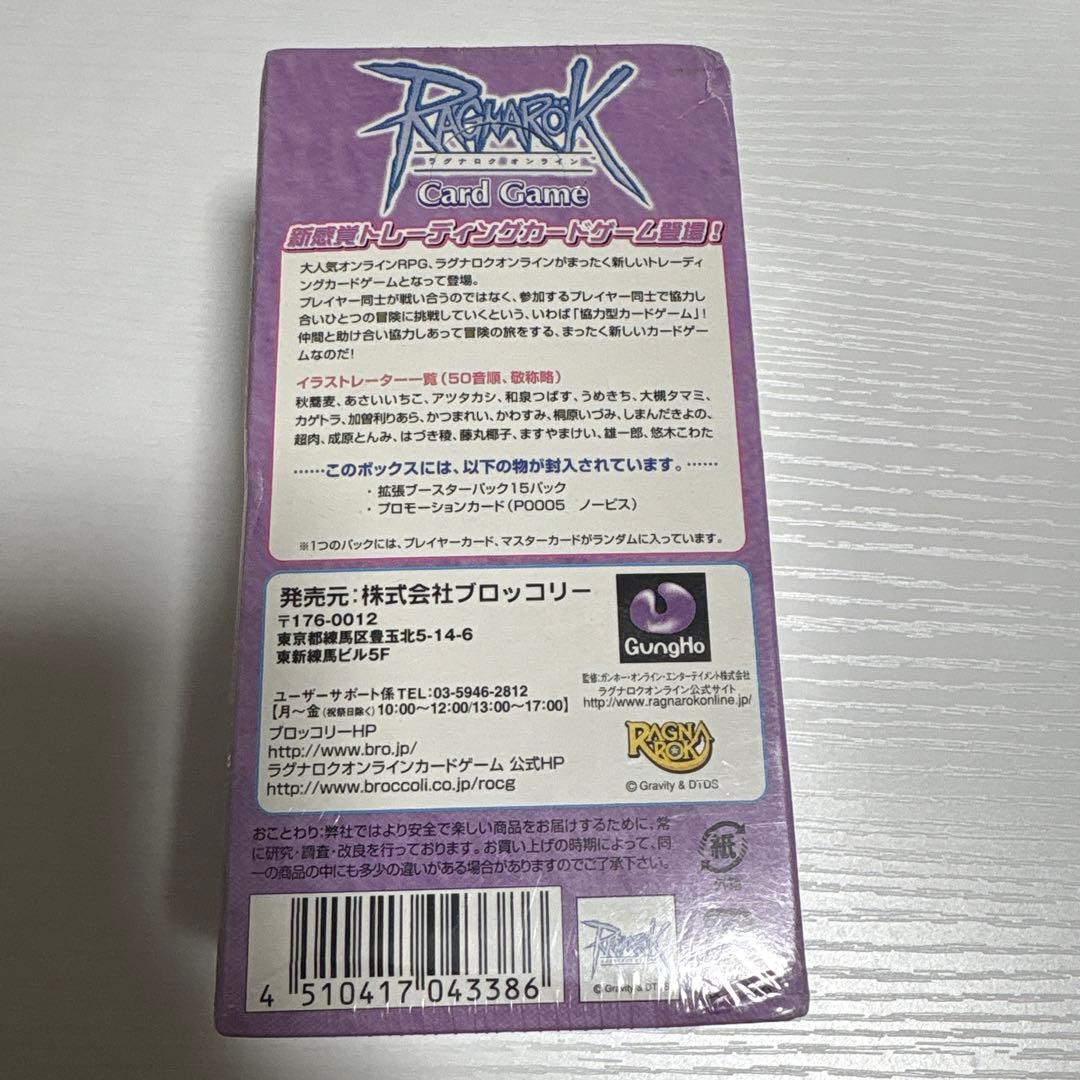 RAGNARÖK
ラグナロクオンライン
Card Game
新感覚トレーディングカードゲーム登場！
大人気オンラインRPG、ラグナロクオンラインがまったく新しいトレーディ
ングカードゲームとなって登場。
プレイヤー同士が戦い合うのではなく、参加するプレイヤー同士で協力し
合いひとつの冒険に挑戦していくという、いわば「協力型カードゲーム」！
仲間と助け合い協力しあって冒険の旅をする、まったく新しいカードゲー
ムなのだ！
イラストレーター一覧（50音順、敬称略）
秋蕎麦、あさいいちこ、アツタカシ、和泉つばす、うめきち、大槻タマミ、
カゲトラ、加曽利りあら、かつまれい、かわすみ、桐原いづみ、しまんだきよの、
超肉、成原とんみ、はづき稜、藤丸椰子、ますやまけい、雄一郎、悠木こわた
……このボックスには、以下の物が封入されています。……
・拡張ブースターパック15パック
・プロモーションカード（P0005　ノービス）
※1つのパックには、プレイヤーカード、マスターカードがランダムに入っています。
発売元：株式会社ブロッコリー
〒176-0012
東京都練馬区豊玉北5-14-6
東新練馬ビル5F
ユーザーサポート係 TEL：03-5946-2812
【月～金（祝祭日除く）10:00～12:00/13:00～17:00】
ブロッコリーHP
http://www.bro.jp/
ラグナロクオンラインカードゲーム 公式HP
http://www.broccoli.co.jp/rocg
GungHo
監修：ガンホー・オンライン・エンターテイメント株式会社
ラグナロクオンライン公式サイト
http://www.ragnarokonline.jp/
RAGNAROK
© Gravity & DTDS
おことわり：弊社ではより安全で楽しい商品をお届けするために、常
に研究・調査・改良を行っております。お買い上げの時期によって、同
一の商品の中にも多少の違いがある場合がありますのでご了承下さい。
紙
4 510417 043386
RAGNARÖK
© Gravity & DTDS